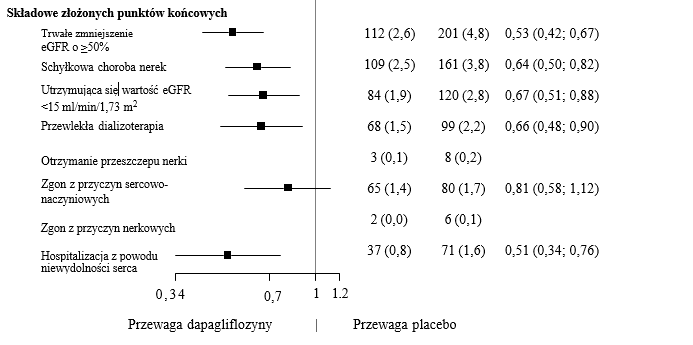 Składowe złożonych punktów końcowych
Trwałe zmniejszenie
eGFR o ≥50% 112 (2,6) 201 (4,8) 0,53 (0,42; 0,67)
Schyłkowa choroba nerek 109 (2,5) 161 (3,8) 0,64 (0,50; 0,82)
Utrzymująca się wartość eGFR
<15 ml/min/1,73 m² 84 (1,9) 120 (2,8) 0,67 (0,51; 0,88)
Przewlekła dializoterapia 68 (1,5) 99 (2,2) 0,66 (0,48; 0,90)
Otrzymanie przeszczepu nerki 3 (0,1) 8 (0,2)
Zgon z przyczyn sercowo-
naczyniowych 65 (1,4) 80 (1,7) 0,81 (0,58; 1,12)
Zgon z przyczyn nerkowych 2 (0,0) 6 (0,1)
Hospitalizacja z powodu
niewydolności serca 37 (0,8) 71 (1,6) 0,51 (0,34; 0,76)
0,34 0,7 1 1.2
Przewaga dapagliflozyny | Przewaga placebo